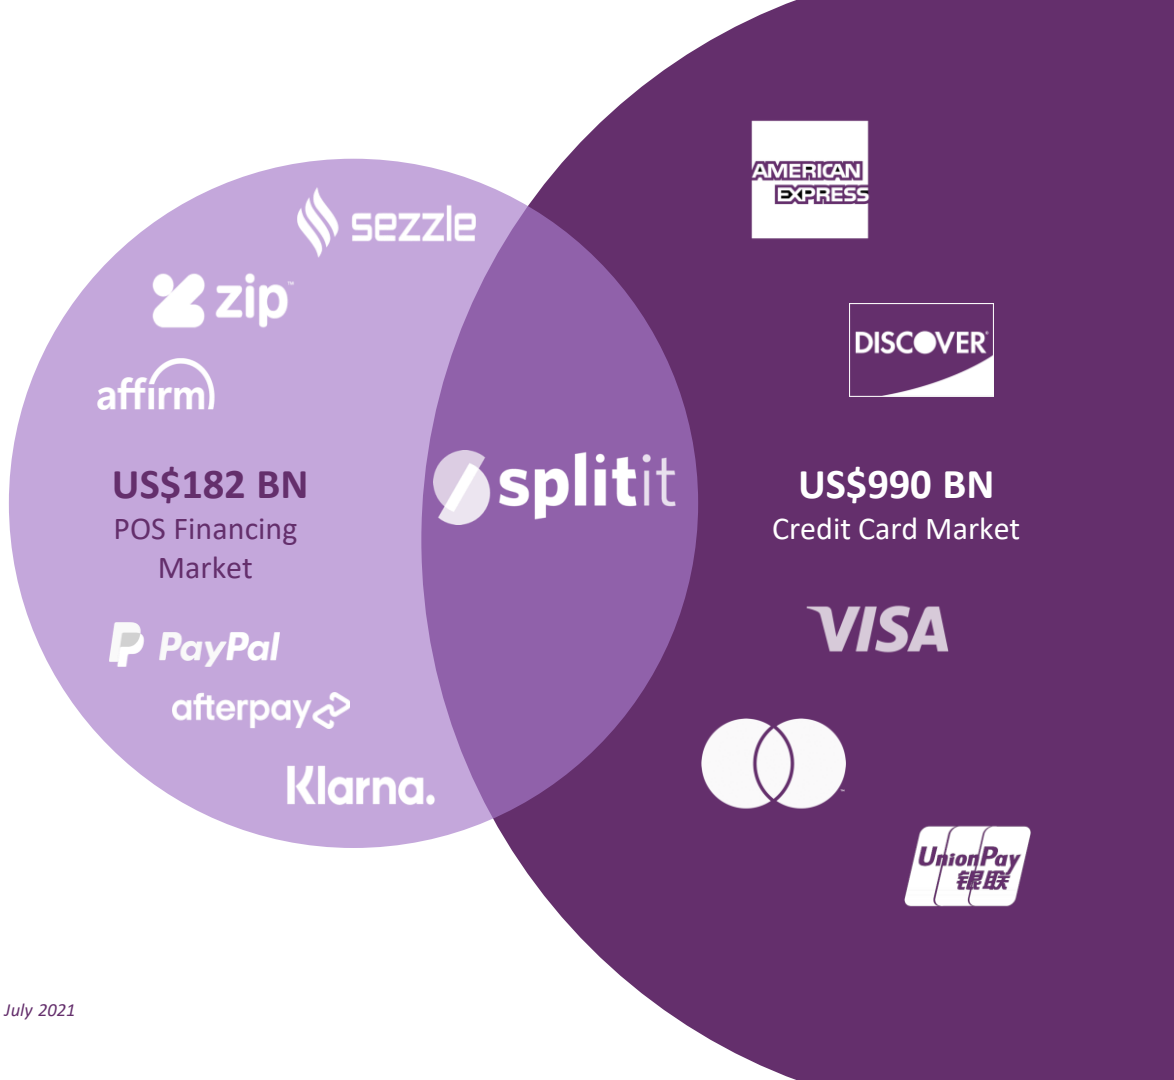 sezzle
zip™
affirm
US$182 BN
POS Financing
Market
PayPal
afterpay
Klarna.
splitit
AMERICAN
EXPRESS
DISCOVER
US$990 BN
Credit Card Market
VISA
UnionPay
银联
July 2021